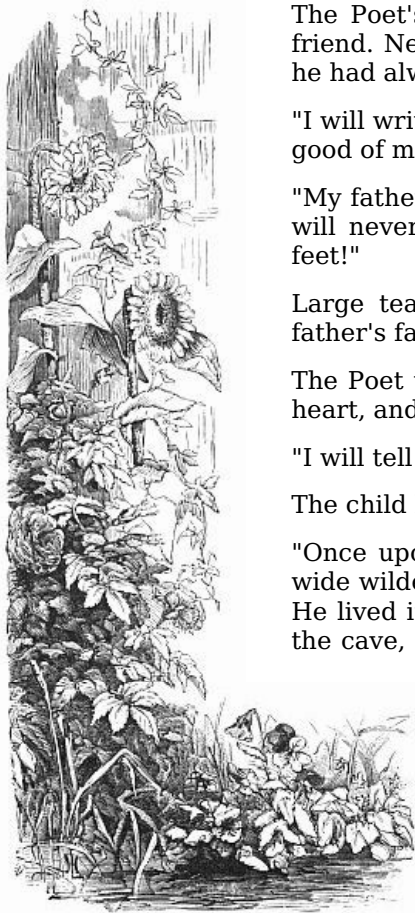 The Poet's
friend. Ne
he had alw
"I will writ
good of m
"My fathe
will never
feet!"
Large tea
father's fa
The Poet
heart, and
"I will tell
The child
"Once upo
wide wilde
He lived i
the cave,